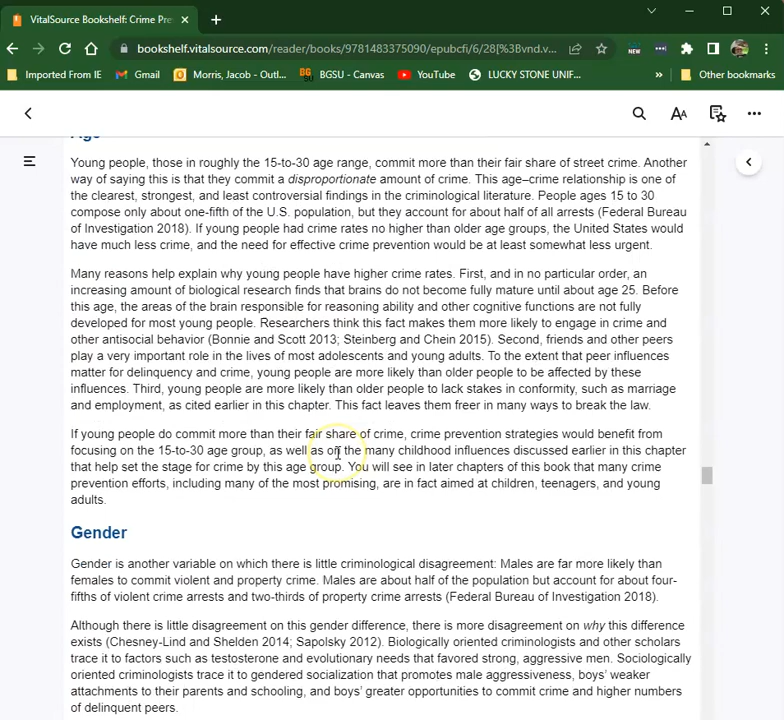 VitalSource Bookshelf: Crime Pre
bookshelf.vitalsource.com/reader/books/9781483375090/epubcfi/6/28[%3Bvnd.v...
Imported From IE Gmail Morris, Jacob - Outl... BGSU - Canvas YouTube LUCKY STONE UNIF... » Other bookmarks
NEW
AA
Age
Young people, those in roughly the 15-to-30 age range, commit more than their fair share of street crime. Another
way of saying this is that they commit a disproportionate amount of crime. This age–crime relationship is one of
the clearest, strongest, and least controversial findings in the criminological literature. People ages 15 to 30
compose only about one-fifth of the U.S. population, but they account for about half of all arrests (Federal Bureau
of Investigation 2018). If young people had crime rates no higher than older age groups, the United States would
have much less crime, and the need for effective crime prevention would be at least somewhat less urgent.
Many reasons help explain why young people have higher crime rates. First, and in no particular order, an
increasing amount of biological research finds that brains do not become fully mature until about age 25. Before
this age, the areas of the brain responsible for reasoning ability and other cognitive functions are not fully
developed for most young people. Researchers think this fact makes them more likely to engage in crime and
other antisocial behavior (Bonnie and Scott 2013; Steinberg and Chein 2015). Second, friends and other peers
play a very important role in the lives of most adolescents and young adults. To the extent that peer influences
matter for delinquency and crime, young people are more likely than older people to be affected by these
influences. Third, young people are more likely than older people to lack stakes in conformity, such as marriage
and employment, as cited earlier in this chapter. This fact leaves them freer in many ways to break the law.
If young people do commit more than their fair share of crime, crime prevention strategies would benefit from
focusing on the 15-to-30 age group, as well as on the many childhood influences discussed earlier in this chapter
that help set the stage for crime by this age group. You will see in later chapters of this book that many crime
prevention efforts, including many of the most promising, are in fact aimed at children, teenagers, and young
adults.
Gender
Gender is another variable on which there is little criminological disagreement: Males are far more likely than
females to commit violent and property crime. Males are about half of the population but account for about four-
fifths of violent crime arrests and two-thirds of property crime arrests (Federal Bureau of Investigation 2018).
Although there is little disagreement on this gender difference, there is more disagreement on why this difference
exists (Chesney-Lind and Shelden 2014; Sapolsky 2012). Biologically oriented criminologists and other scholars
trace it to factors such as testosterone and evolutionary needs that favored strong, aggressive men. Sociologically
oriented criminologists trace it to gendered socialization that promotes male aggressiveness, boys' weaker
attachments to their parents and schooling, and boys' greater opportunities to commit crime and higher numbers
of delinquent peers.